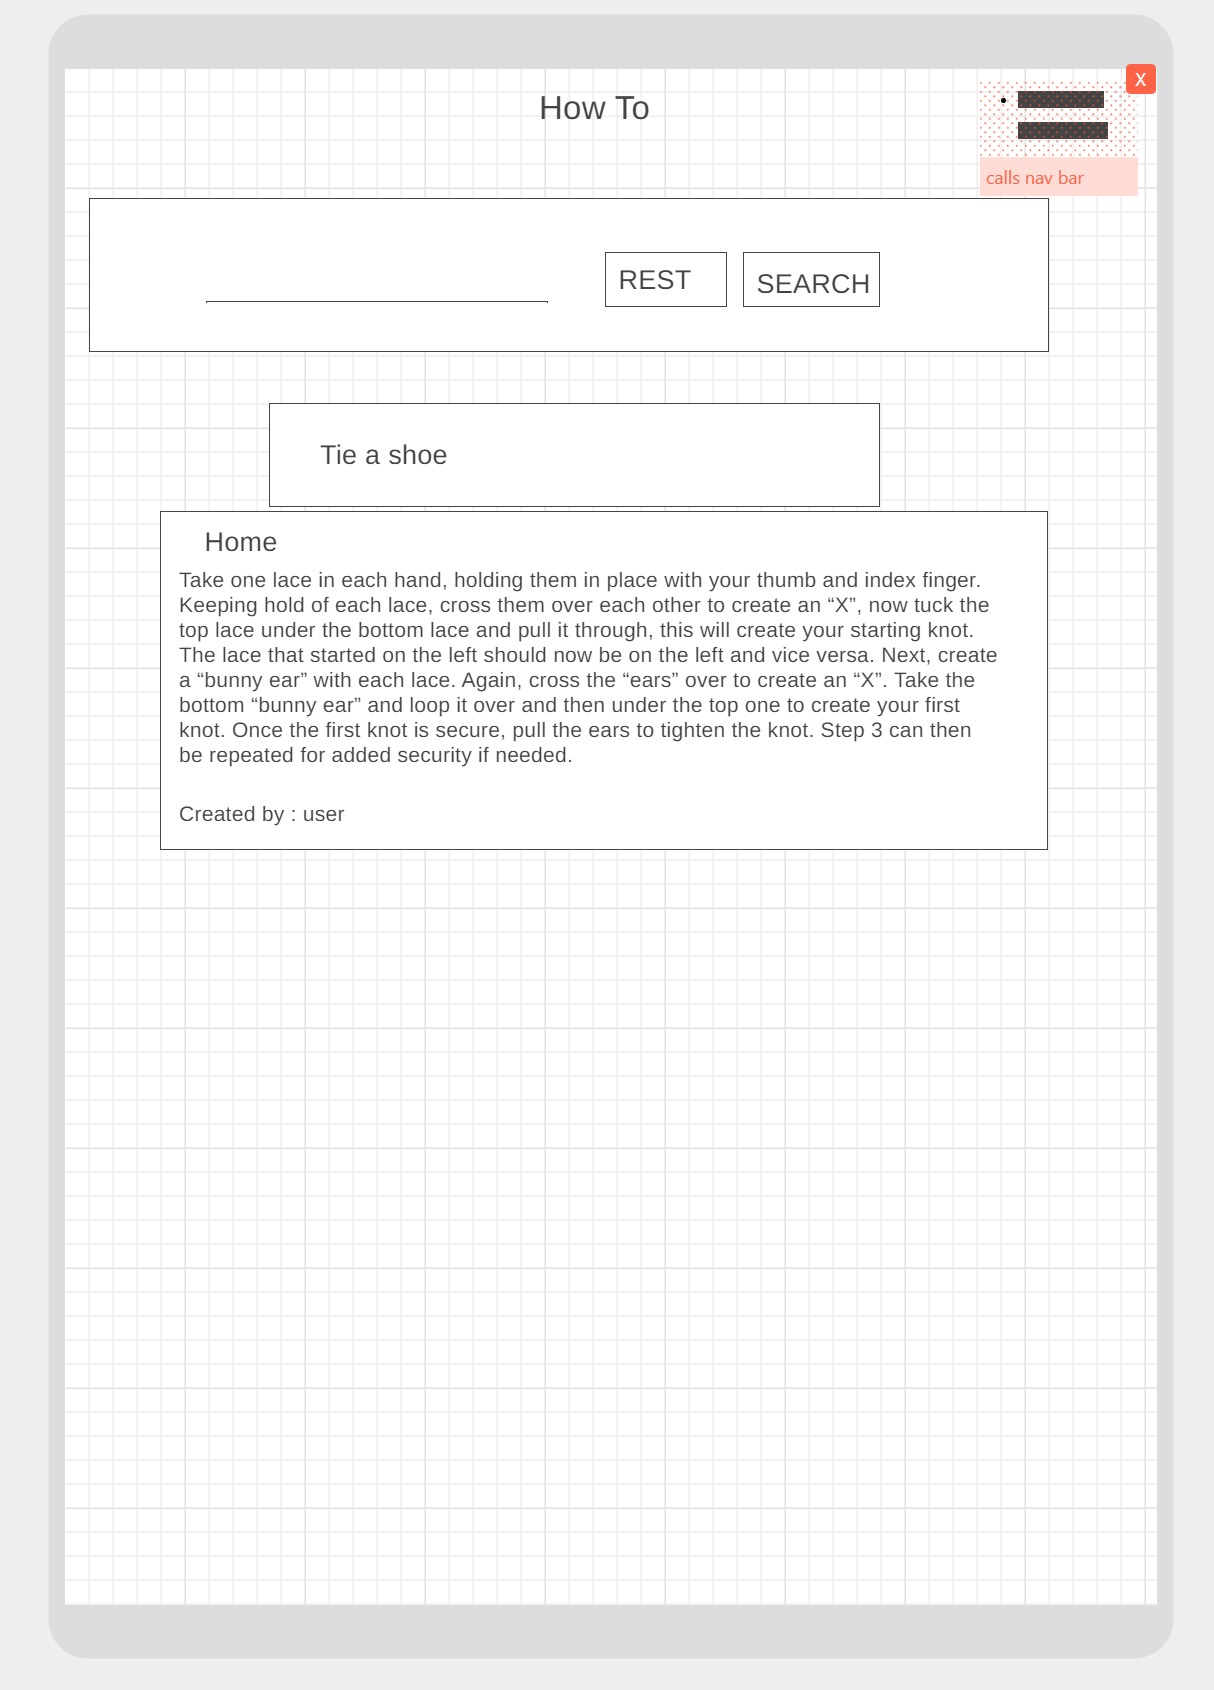 How To
X
calls nav bar
REST
SEARCH
Tie a shoe
Home
Take one lace in each hand, holding them in place with your thumb and index finger.
Keeping hold of each lace, cross them over each other to create an “X”, now tuck the
top lace under the bottom lace and pull it through, this will create your starting knot.
The lace that started on the left should now be on the left and vice versa. Next, create
a “bunny ear” with each lace. Again, cross the “ears” over to create an “X”. Take the
bottom “bunny ear” and loop it over and then under the top one to create your first
knot. Once the first knot is secure, pull the ears to tighten the knot. Step 3 can then
be repeated for added security if needed.
Created by : user